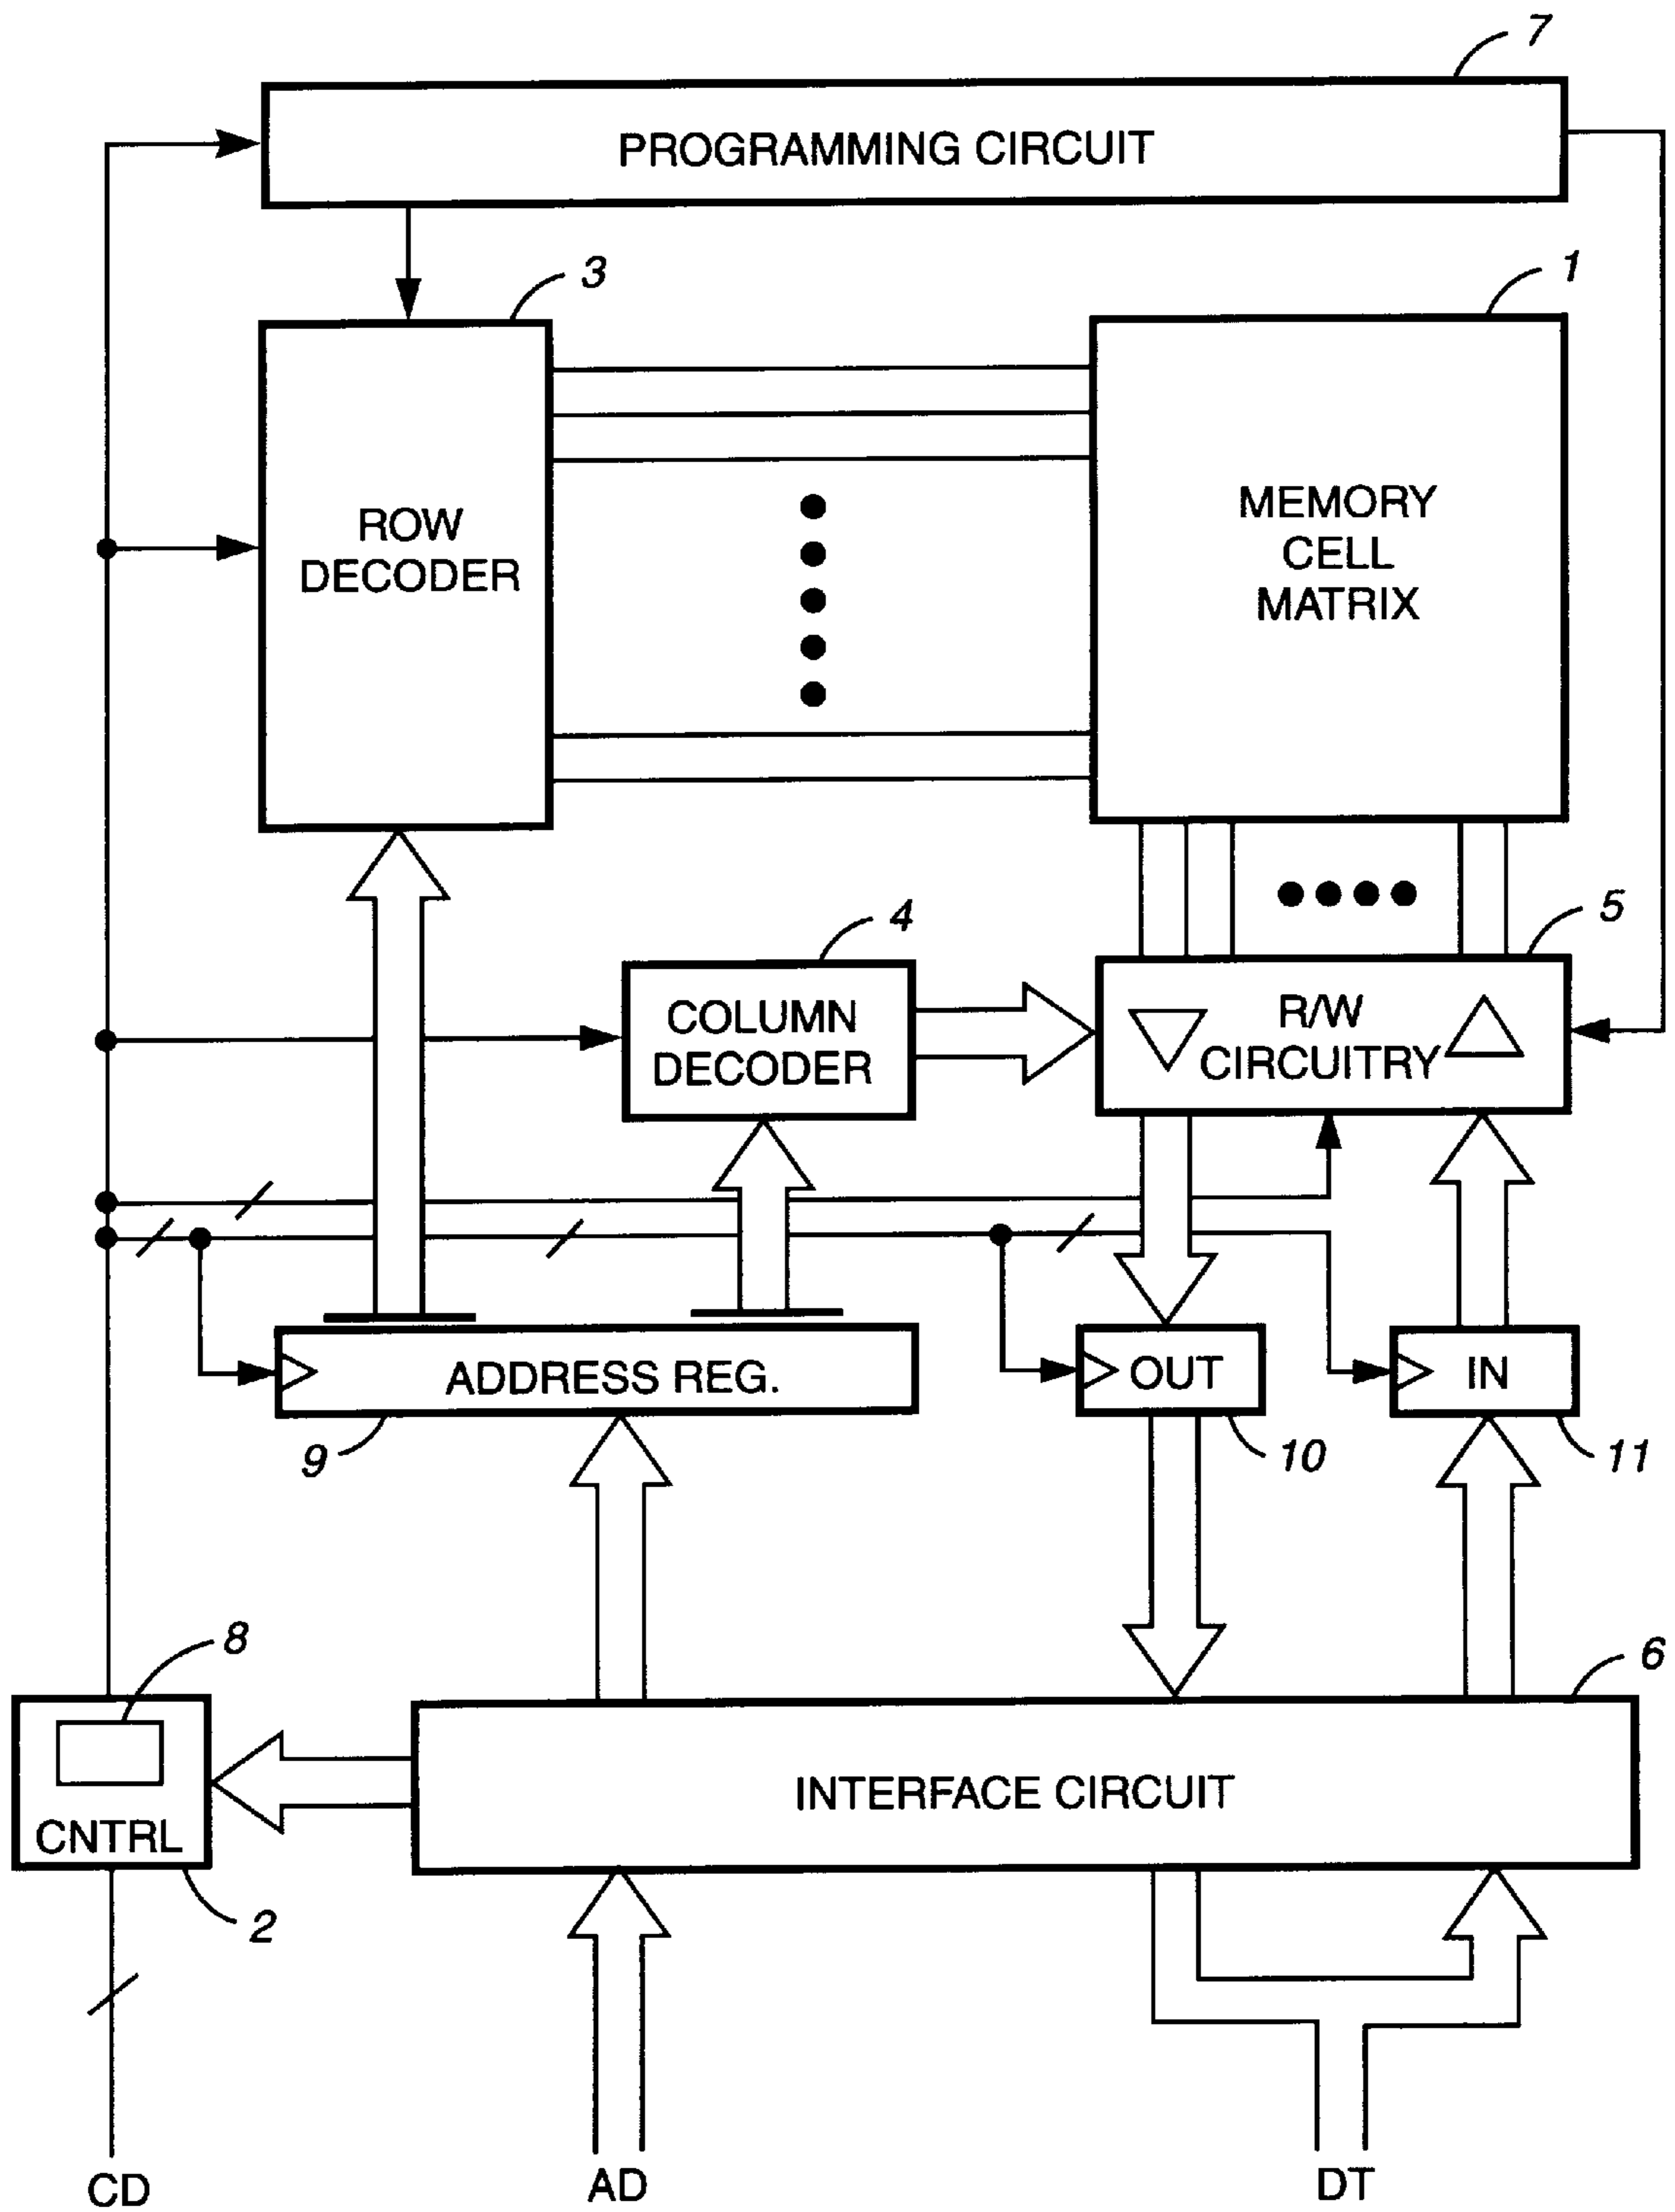 7
PROGRAMMING CIRCUIT
3
1
ROW
DECODER
MEMORY
CELL
MATRIX
4
5
COLUMN
DECODER
R/W
CIRCUITRY
ADDRESS REG.
OUT
IN
9
10
11
8
6
INTERFACE CIRCUIT
CNTRL
2
CD
AD
DT